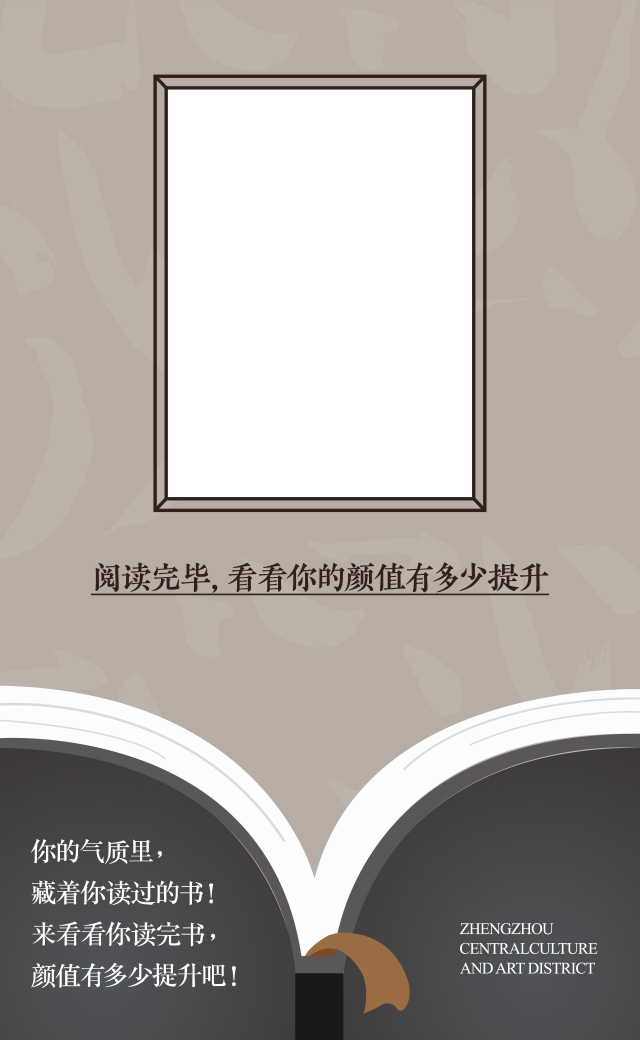 阅读完毕，看看你的颜值有多少提升
你的气质里，
藏着你读过的书！
来看看你读完书，
颜值有多少提升吧！
ZHENGZHOU
CENTRALCULTURE
AND ART DISTRICT